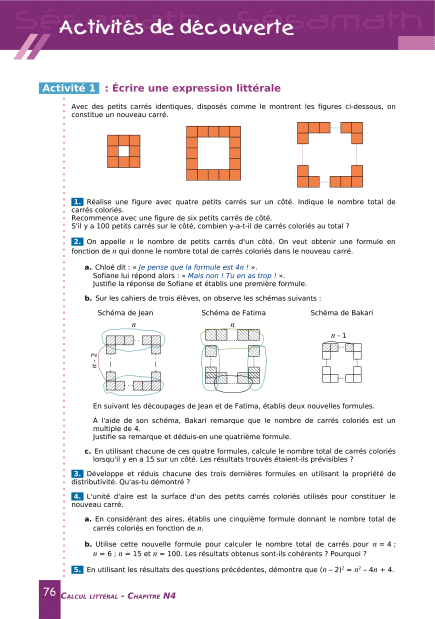 Sésamath Sésamath
Activités de découverte
Activité 1 : Écrire une expression littérale
Avec des petits carrés identiques, disposés comme le montrent les figures ci-dessous, on
constitue un nouveau carré.
1. Réalise une figure avec quatre petits carrés sur un côté. Indique le nombre total de
carrés coloriés.
Recommence avec une figure de six petits carrés de côté.
S'il y a 100 petits carrés sur le côté, combien y-a-t-il de carrés coloriés au total ?
2. On appelle n le nombre de petits carrés d'un côté. On veut obtenir une formule en
fonction de n qui donne le nombre total de carrés coloriés dans le nouveau carré.
a. Chloé dit : « Je pense que la formule est 4n ! ».
Sofiane lui répond alors : « Mais non ! Tu en as trop ! ».
Justifie la réponse de Sofiane et établis une première formule.
b. Sur les cahiers de trois élèves, on observe les schémas suivants :
Schéma de Jean Schéma de Fatima Schéma de Bakari
n n n - 1
n - 2
En suivant les découpages de Jean et de Fatima, établis deux nouvelles formules.
À l'aide de son schéma, Bakari remarque que le nombre de carrés coloriés est un
multiple de 4.
Justifie sa remarque et déduis-en une quatrième formule.
c. En utilisant chacune de ces quatre formules, calcule le nombre total de carrés coloriés
lorsqu'il y en a 15 sur un côté. Les résultats trouvés étaient-ils prévisibles ?
3. Développe et réduis chacune des trois dernières formules en utilisant la propriété de
distributivité. Qu'as-tu démontré ?
4. L'unité d'aire est la surface d'un des petits carrés coloriés utilisés pour constituer le
nouveau carré.
a. En considérant des aires, établis une cinquième formule donnant le nombre total de
carrés coloriés en fonction de n.
b. Utilise cette nouvelle formule pour calculer le nombre total de carrés pour n = 4 ;
n = 6 ; n = 15 et n = 100. Les résultats obtenus sont-ils cohérents ? Pourquoi ?
5. En utilisant les résultats des questions précédentes, démontre que (n – 2)² = n² – 4n + 4.
76 CALCUL LITTÉRAL - CHAPITRE N4